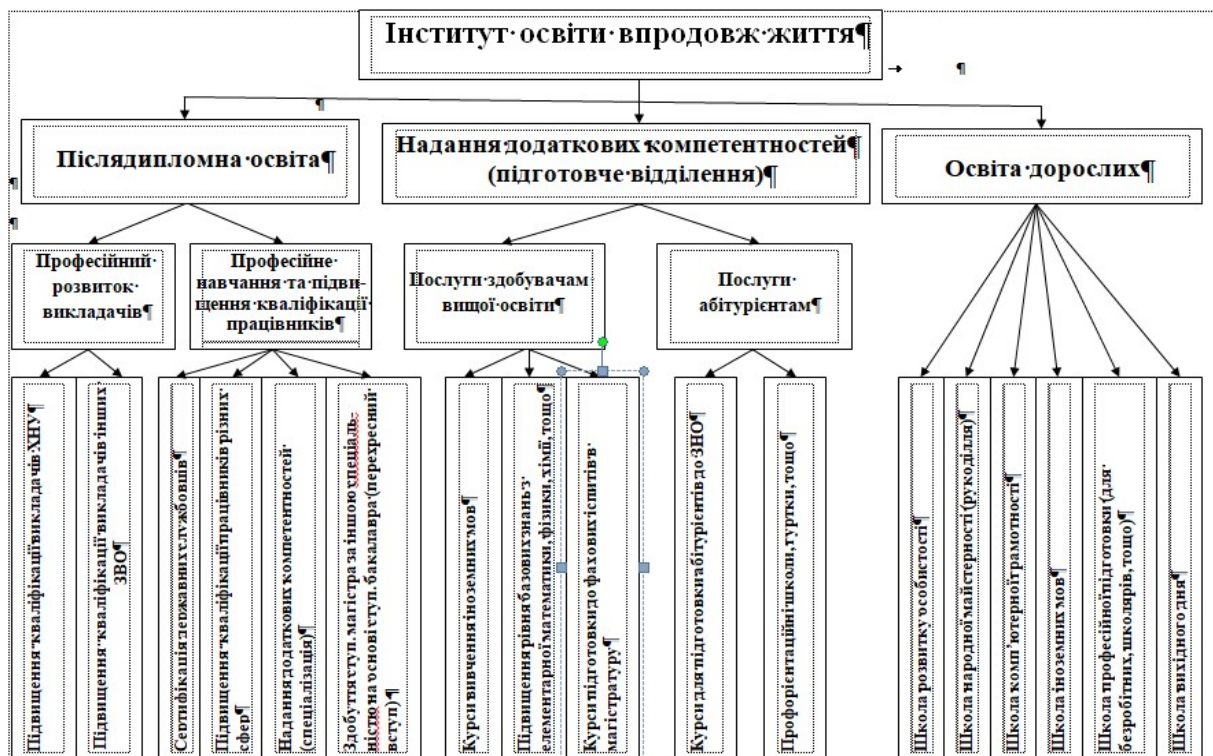 Інститут освіти впродовж життя
Післядипломна освіта
Надання додаткових компетентностей
(підготовче відділення)
Освіта дорослих
Професійний
розвиток
викладачів
Професійне
навчання та підви-
щення кваліфікації
працівників
Послуги здобувачам
вищої освіти
Послуги
абітурієнтам
Підвищення кваліфікації викладачів ХНУ
Підвищення кваліфікації викладачів інших
ЗВО
Сертифікація державних службовців
Підвищення кваліфікації працівників різних
сфер
Надання додаткових компетентностей
(спеціалізація)
Здобуття ступ. магістра за іншою спеціаль-
ністю на основі ступ. бакалавра (перехресний
вступ)
Курси вивчення іноземних мов
Підвищення рівня базових знань з
елементарної математики, фізики, хімії, тощо
Курси підготовки до фахових іспитів в
магістратуру
Курси для підготовки абітурієнтів до ЗНО
Профорієнтаційні школи, гуртки, тощо
Школа розвитку особистості
Школа народної майстерності (рукоділля)
Школа комп'ютерної грамотності
Школа іноземних мов
Школа професійної підготовки (для
безробітних, школярів, тощо)
Школа вихідного дня